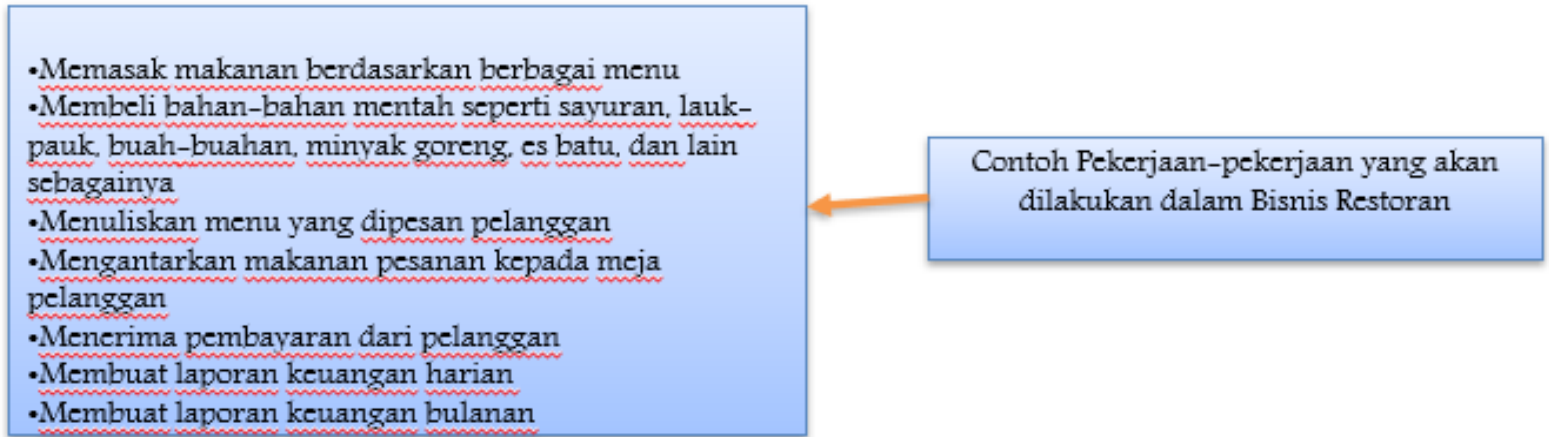 •Memasak makanan berdasarkan berbagai menu
•Membeli bahan-bahan mentah seperti sayuran, lauk-
pauk, buah-buahan, minyak goreng, es batu, dan lain
sebagainya
•Menuliskan menu yang dipesan pelanggan
•Mengantarkan makanan pesanan kepada meja
pelanggan
•Menerima pembayaran dari pelanggan
•Membuat laporan keuangan harian
•Membuat laporan keuangan bulanan
Contoh Pekerjaan-pekerjaan yang akan
dilakukan dalam Bisnis Restoran